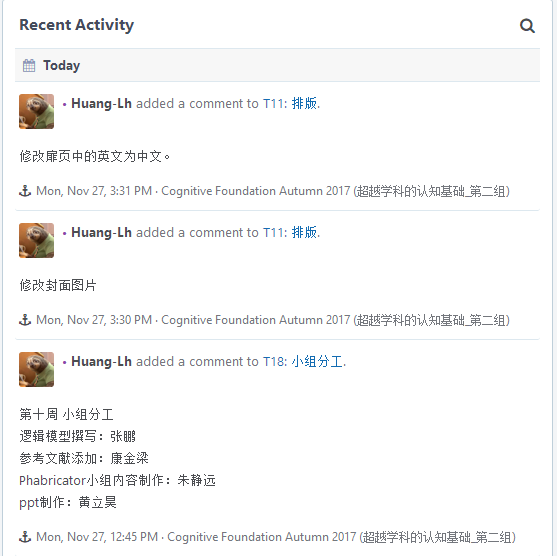 Recent Activity
Today
• Huang-Lh added a comment to T11: 排版.
修改扉页中的英文为中文。
Mon, Nov 27, 3:31 PM · Cognitive Foundation Autumn 2017 (超越学科的认知基础_第二组)
• Huang-Lh added a comment to T11: 排版.
修改封面图片
Mon, Nov 27, 3:30 PM · Cognitive Foundation Autumn 2017 (超越学科的认知基础_第二组)
• Huang-Lh added a comment to T18: 小组分工.
第十周 小组分工
逻辑模型撰写：张鹏
参考文献添加：康金梁
Phabricator小组内容制作：朱静远
ppt制作：黄立昊
Mon, Nov 27, 12:45 PM · Cognitive Foundation Autumn 2017 (超越学科的认知基础_第二组)